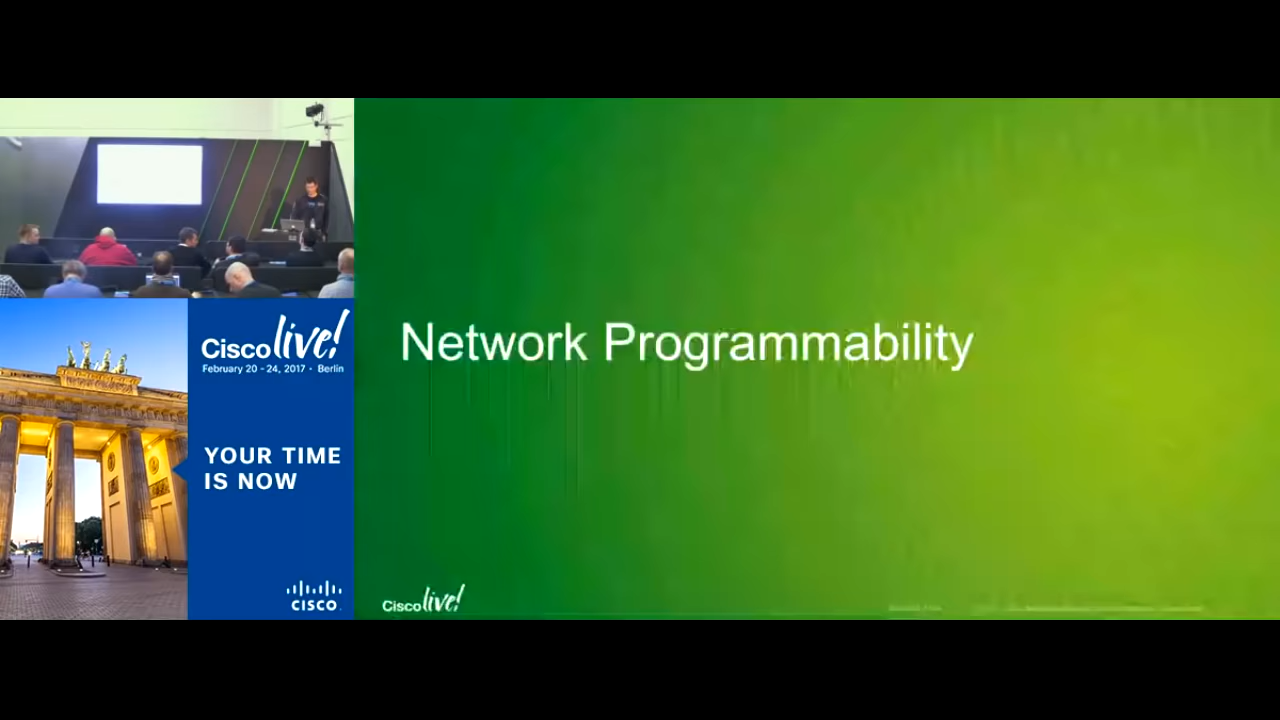 Cisco live!
February 20 - 24, 2017 • Berlin
YOUR TIME
IS NOW
CISCO
Network Programmability
Cisco live!